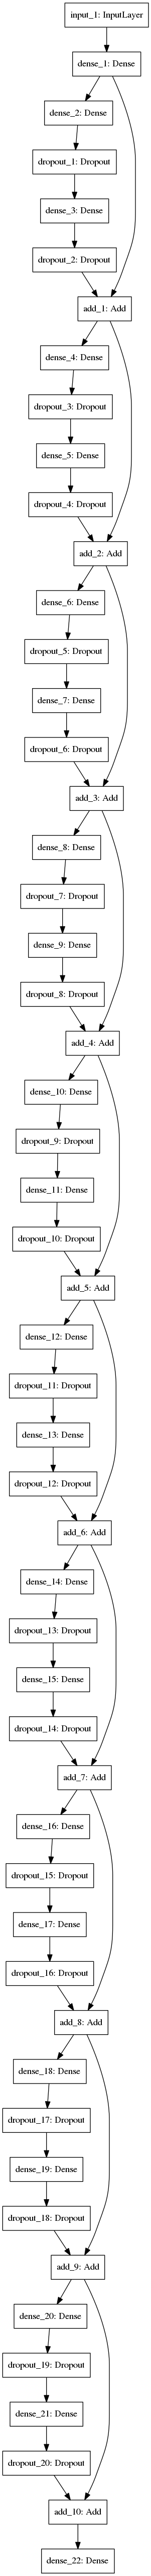 input_1: InputLayer
dense_1: Dense
dense_2: Dense
dropout_1: Dropout
dense_3: Dense
dropout_2: Dropout
add_1: Add
dense_4: Dense
dropout_3: Dropout
dense_5: Dense
dropout_4: Dropout
add_2: Add
dense_6: Dense
dropout_5: Dropout
dense_7: Dense
dropout_6: Dropout
add_3: Add
dense_8: Dense
dropout_7: Dropout
dense_9: Dense
dropout_8: Dropout
add_4: Add
dense_10: Dense
dropout_9: Dropout
dense_11: Dense
dropout_10: Dropout
add_5: Add
dense_12: Dense
dropout_11: Dropout
dense_13: Dense
dropout_12: Dropout
add_6: Add
dense_14: Dense
dropout_13: Dropout
dense_15: Dense
dropout_14: Dropout
add_7: Add
dense_16: Dense
dropout_15: Dropout
dense_17: Dense
dropout_16: Dropout
add_8: Add
dense_18: Dense
dropout_17: Dropout
dense_19: Dense
dropout_18: Dropout
add_9: Add
dense_20: Dense
dropout_19: Dropout
dense_21: Dense
dropout_20: Dropout
add_10: Add
dense_22: Dense